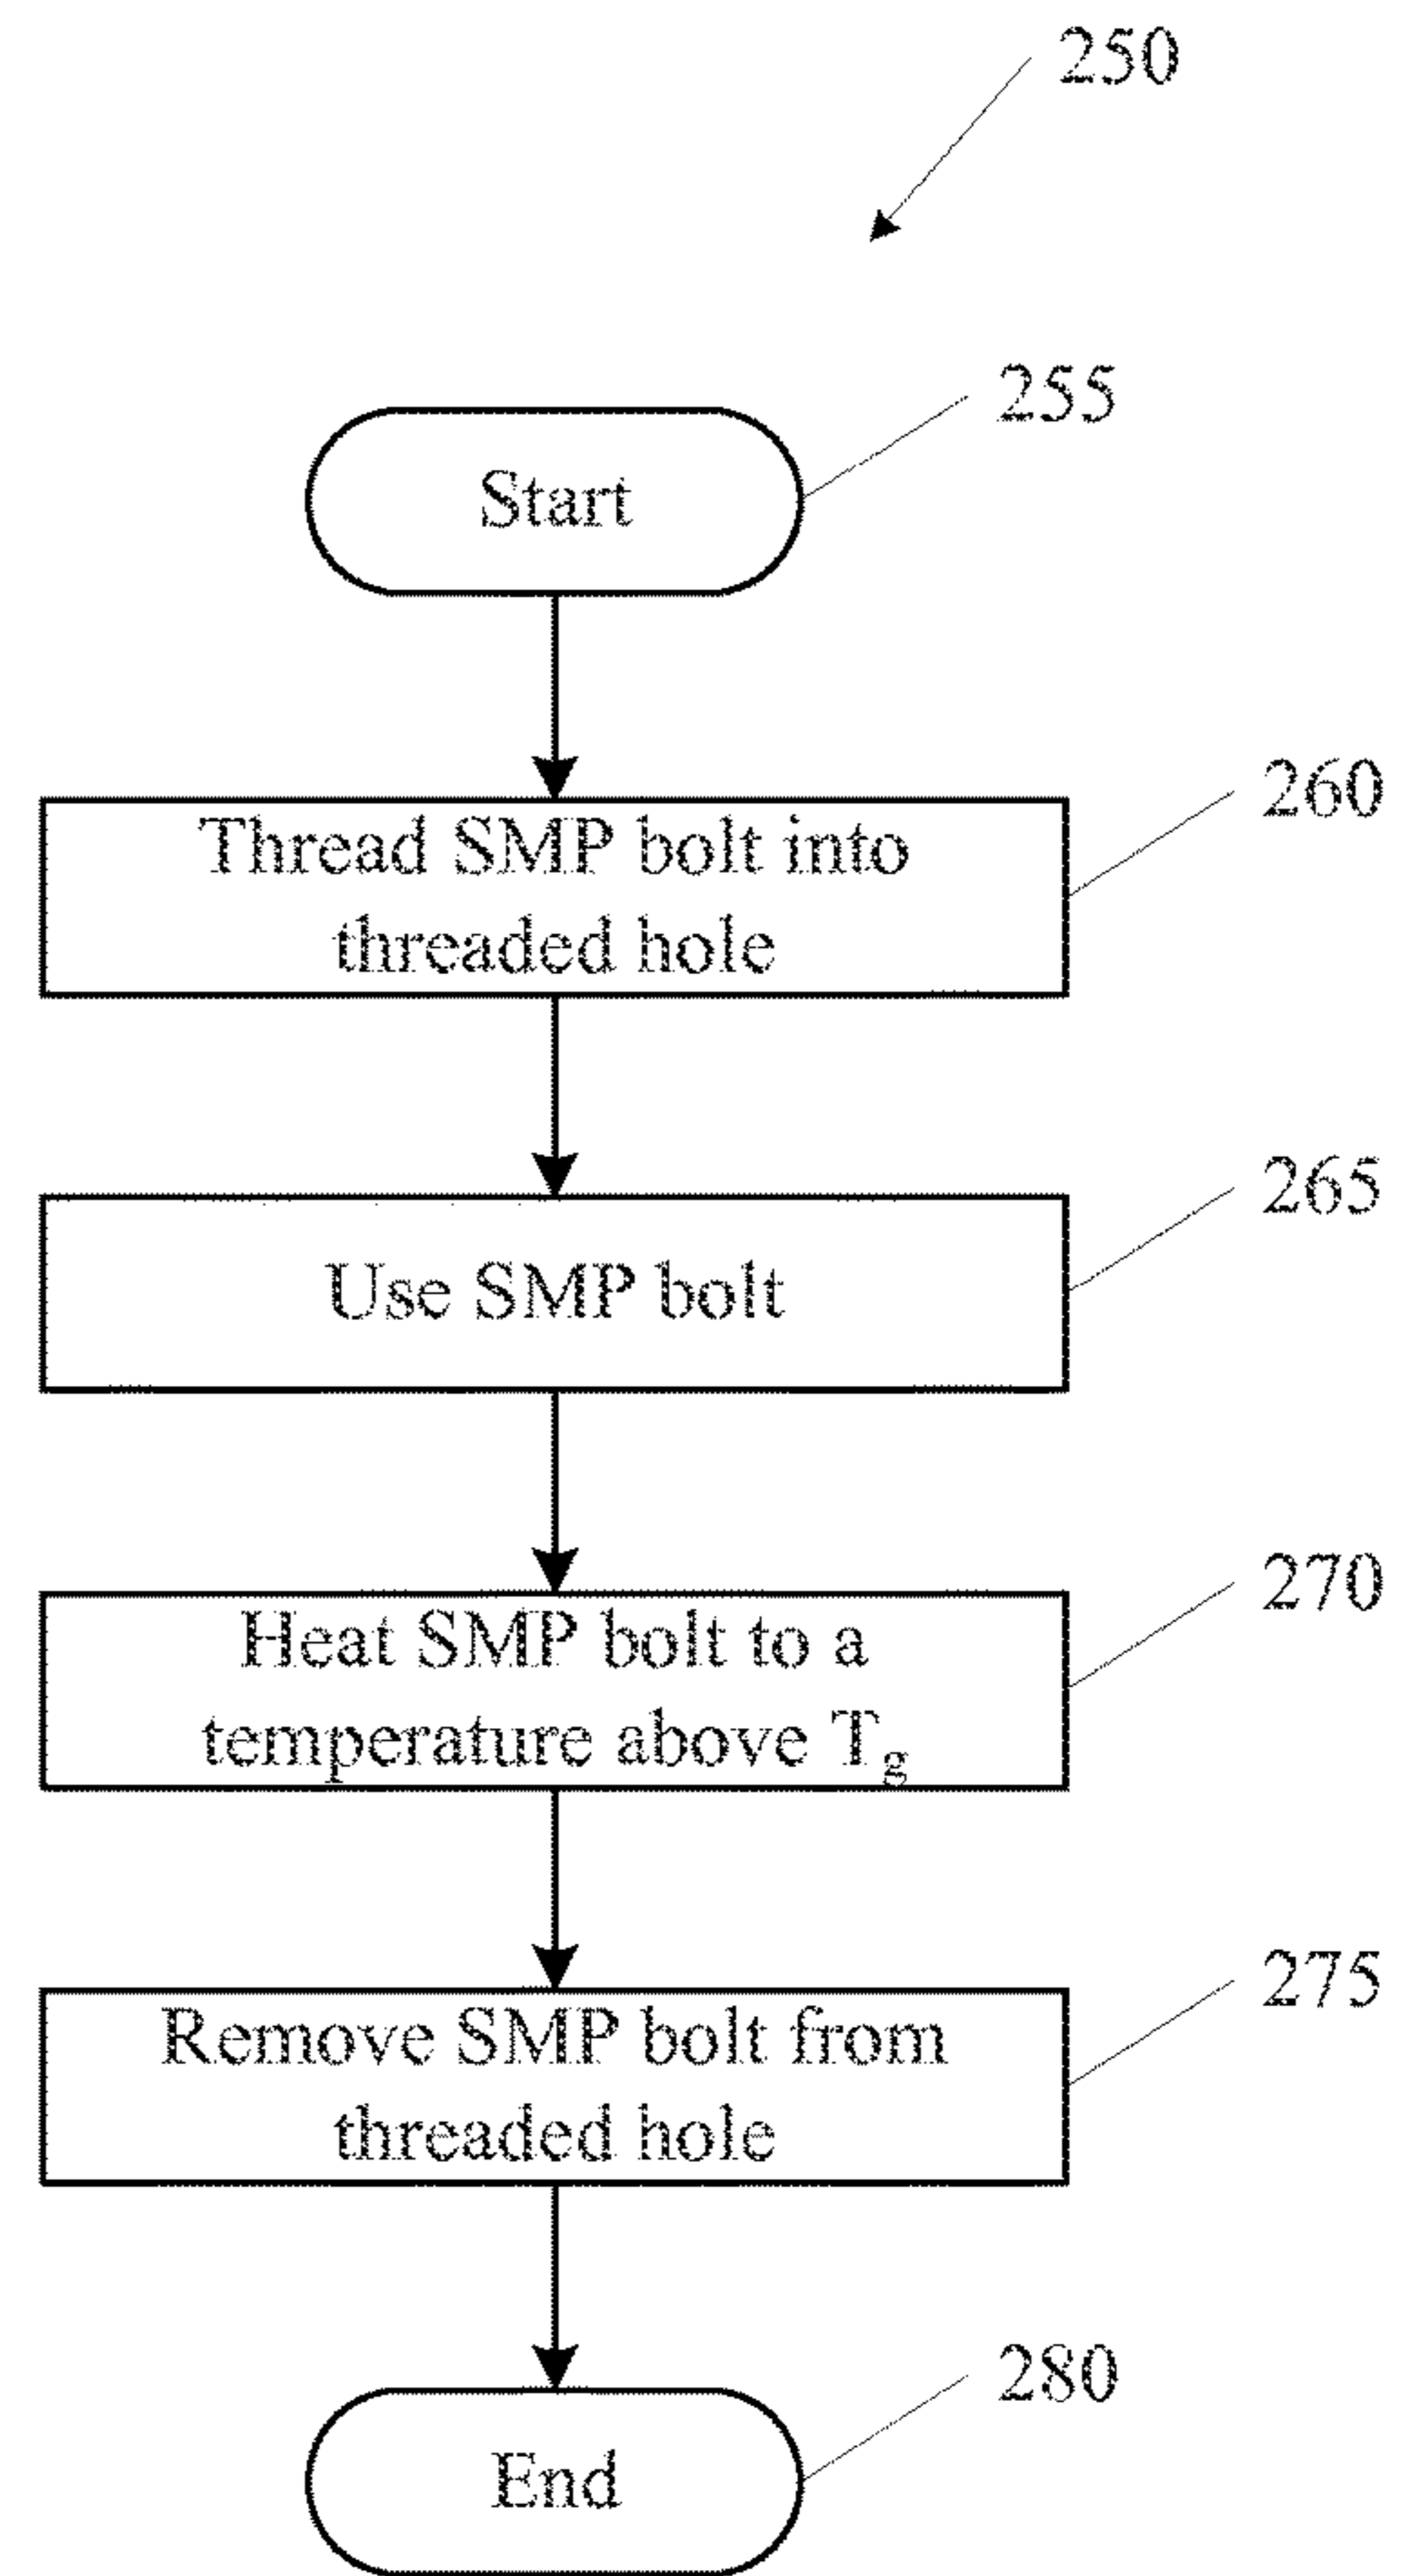 250
255
Start
260
Thread SMP bolt into
threaded hole
265
Use SMP bolt
270
Heat SMP bolt to a
temperature above Tg
275
Remove SMP bolt from
threaded hole
280
End